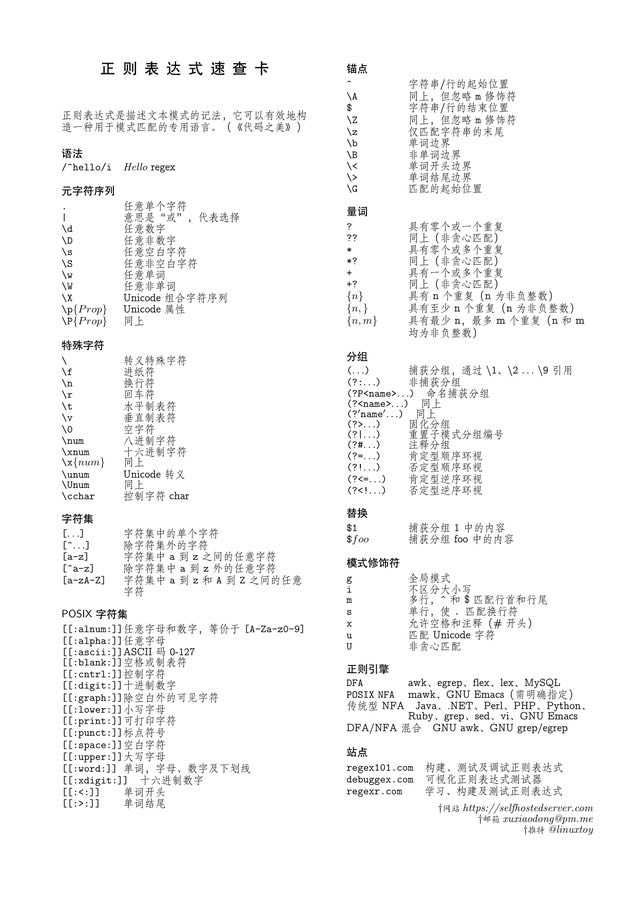 正则表达式速查卡
正则表达式是描述文本模式的记法，它可以有效地构
造一种用于模式匹配的专用语言。（《代码之美》）
语法
/^hello/i Hello regex
元字符序列
. 任意单个字符
| 意思是“或”，代表选择
\d 任意数字
\D 任意非数字
\s 任意空白字符
\S 任意非空白字符
\w 任意单词
\W 任意非单词
\X Unicode 组合字符序列
\p{Prop} Unicode 属性
\P{Prop} 同上
特殊字符
\ 转义特殊字符
\f 进纸符
\n 换行符
\r 回车符
\t 水平制表符
\v 垂直制表符
\0 空字符
\num 八进制字符
\xnum 十六进制字符
\x{num} 同上
\unum Unicode 转义
\Unum 同上
\cchar 控制字符 char
字符集
[...] 字符集中的单个字符
[^...] 除字符集外的字符
[a-z] 字符集中 a 到 z 之间的任意字符
[^a-z] 除字符集中 a 到 z 外的任意字符
[a-zA-Z] 字符集中 a 到 z 和 A 到 Z 之间的任意
字符
POSIX 字符集
[[:alnum:]]任意字母和数字，等价于 [A-Za-z0-9]
[[:alpha:]]任意字母
[[:ascii:]]ASCII 码 0-127
[[:blank:]]空格或制表符
[[:cntrl:]]控制字符
[[:digit:]]十进制数字
[[:graph:]]除空白外的可见字符
[[:lower:]]小写字母
[[:print:]]可打印字符
[[:punct:]]标点符号
[[:space:]]空白字符
[[:upper:]]大写字母
[[:word:]] 单词，字母、数字及下划线
[[:xdigit:]] 十六进制数字
[[:<:]] 单词开头
[[:>:]] 单词结尾
锚点
^ 字符串/行的起始位置
\A 同上，但忽略 m 修饰符
$ 字符串/行的结束位置
\Z 同上，但忽略 m 修饰符
\z 仅匹配字符串的末尾
\b 单词边界
\B 非单词边界
\< 单词开头边界
\> 单词结尾边界
\G 匹配的起始位置
量词
? 具有零个或一个重复
?? 同上（非贪心匹配）
* 具有零个或多个重复
*? 同上（非贪心匹配）
+ 具有一个或多个重复
+? 同上（非贪心匹配）
{n} 具有 n 个重复（n 为非负整数）
{n,} 具有至少 n 个重复（n 为非负整数）
{n,m} 具有最少 n，最多 m 个重复（n 和 m
均为非负整数）
分组
(...) 捕获分组，通过 \1、\2 ... \9 引用
(?:...) 非捕获分组
(?P<name>...) 命名捕获分组
(?<name>...) 同上
(?'name'...) 同上
(?>...) 固化分组
(?|...) 重置子模式分组编号
(?#...) 注释分组
(?=...) 肯定型顺序环视
(?!...) 否定型顺序环视
(?<=...) 肯定型逆序环视
(?<!...) 否定型逆序环视
替换
$1 捕获分组 1 中的内容
$foo 捕获分组 foo 中的内容
模式修饰符
g 全局模式
i 不区分大小写
m 多行，^ 和 $ 匹配行首和行尾
s 单行，使 . 匹配换行符
x 允许空格和注释（# 开头）
u 匹配 Unicode 字符
U 非贪心匹配
正则引擎
DFA awk、egrep、flex、lex、MySQL
POSIX NFA mawk、GNU Emacs（需明确指定）
传统型 NFA Java、.NET、Perl、PHP、Python、
Ruby、grep、sed、vi、GNU Emacs
DFA/NFA 混合 GNU awk、GNU grep/egrep
站点
regex101.com 构建、测试及调试正则表达式
debuggex.com 可视化正则表达式测试器
regexr.com 学习、构建及测试正则表达式
†网站 https://selfhostedserver.com
†邮箱 xuxiaodong@pm.me
†推特 @linuxtoy